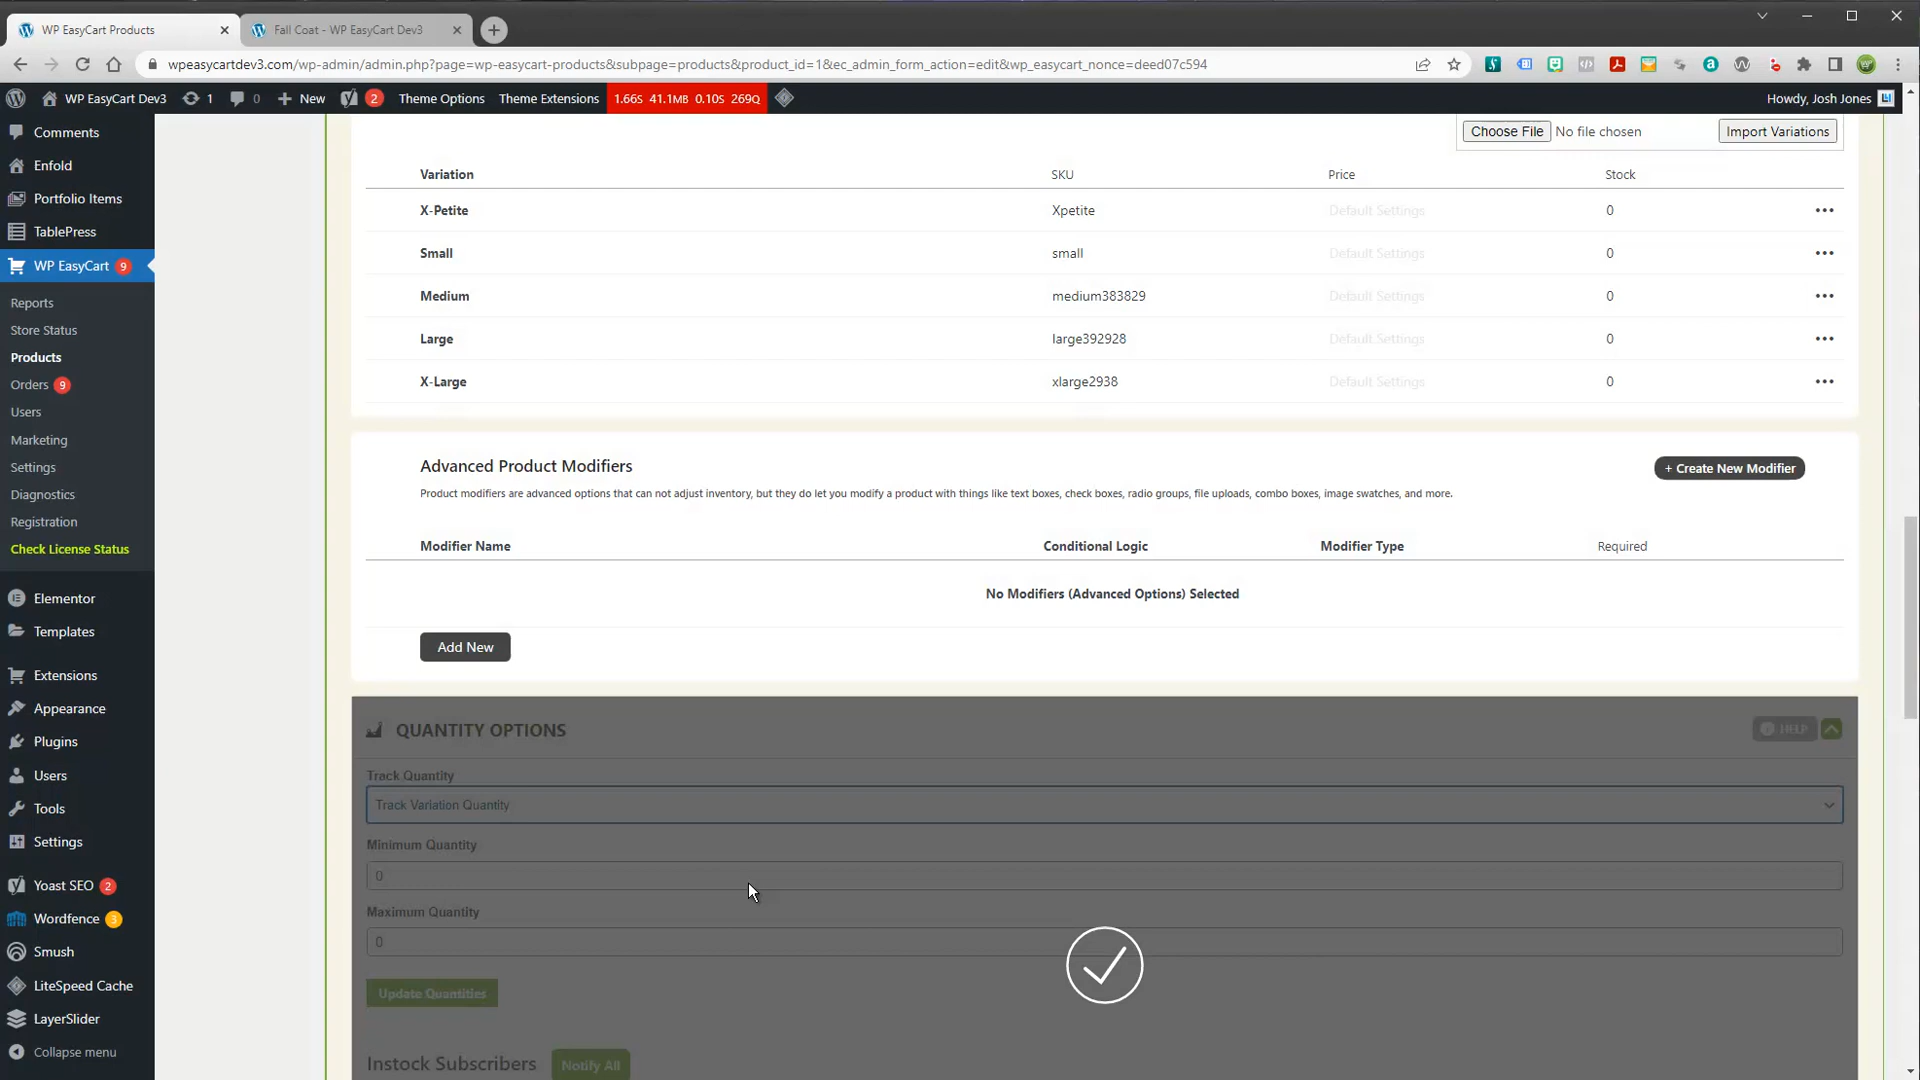 WP EasyCart Products
Fall Coat - WP EasyCart Dev3
wpeasycartdev3.com/wp-admin/admin.php?page=wp-easycart-products&subpage=products&product_id=1&ec_admin_form_action=edit&wp_easycart_nonce=deed07c594
WP EasyCart Dev3 1 0 New 2 Theme Options Theme Extensions 1.66S 41.1MB 0.10S 269Q Howdy, Josh Jones
Comments
Enfold
Portfolio Items
TablePress
WP EasyCart 9
Reports
Store Status
Products
Orders 9
Users
Marketing
Settings
Diagnostics
Registration
Check License Status
Elementor
Templates
Extensions
Appearance
Plugins
Users
Tools
Settings
Yoast SEO 2
Wordfence 3
Smush
LiteSpeed Cache
LayerSlider
Collapse menu
Choose File No file chosen Import Variations
Variation SKU Price Stock
X-Petite Xpetite Default Settings 0
Small small Default Settings 0
Medium medium383829 Default Settings 0
Large large392928 Default Settings 0
X-Large xlarge2938 Default Settings 0
Advanced Product Modifiers
+ Create New Modifier
Product modifiers are advanced options that can not adjust inventory, but they do let you modify a product with things like text boxes, check boxes, radio groups, file uploads, combo boxes, image swatches, and more.
Modifier Name Conditional Logic Modifier Type Required
No Modifiers (Advanced Options) Selected
Add New
QUANTITY OPTIONS
HELP
Track Quantity
Track Variation Quantity
Minimum Quantity
0
Maximum Quantity
0
Update Quantities
Instock Subscribers Notify All